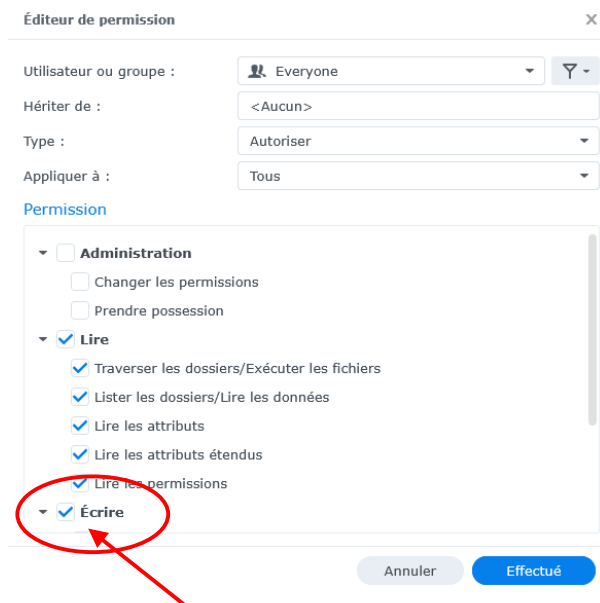 Éditeur de permission
Utilisateur ou groupe : Everyone
Hériter de : <Aucun>
Type : Autoriser
Appliquer à : Tous
Permission
Administration
Changer les permissions
Prendre possession
Lire
Traverser les dossiers/Exécuter les fichiers
Lister les dossiers/Lire les données
Lire les attributs
Lire les attributs étendus
Lire les permissions
Écrire
Annuler Effectué